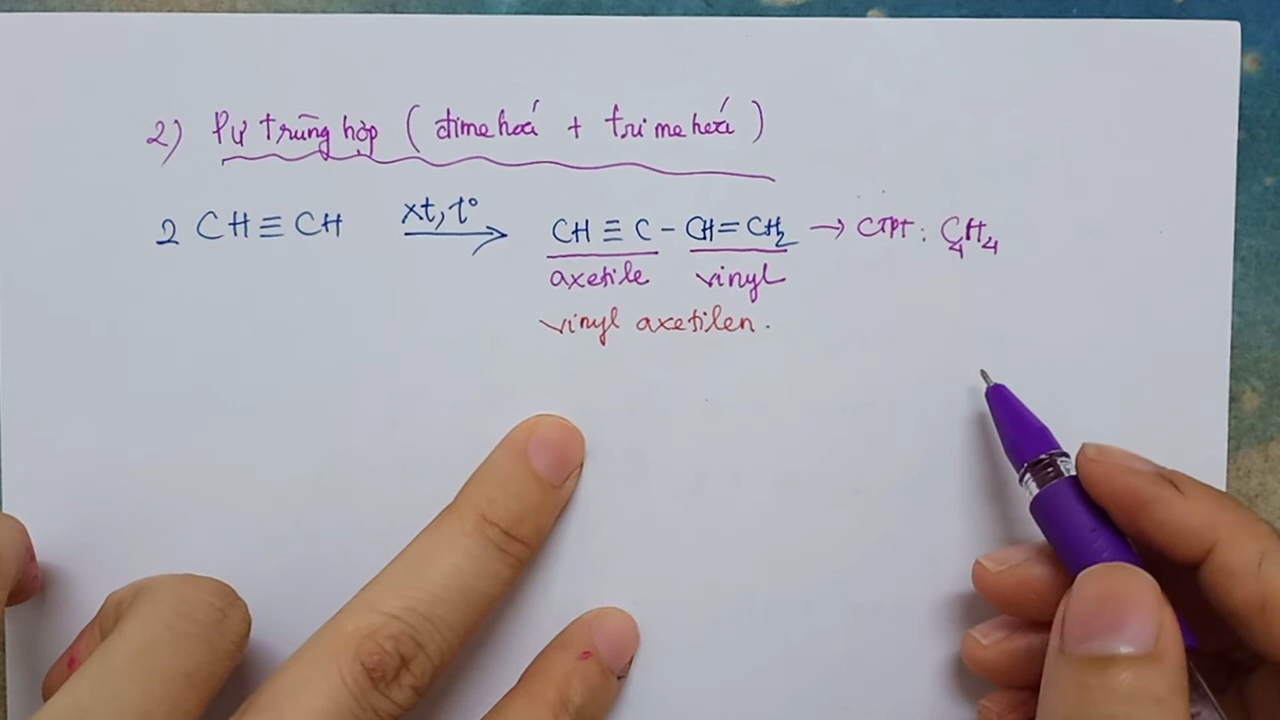 2) Pư trùng hợp (đime hoá + trime hoá)
2 CH≡CH xt, t° → CH≡C-CH=CH₂ → CTPT: C₄H₄
axetile vinyl
vinyl axetilen.